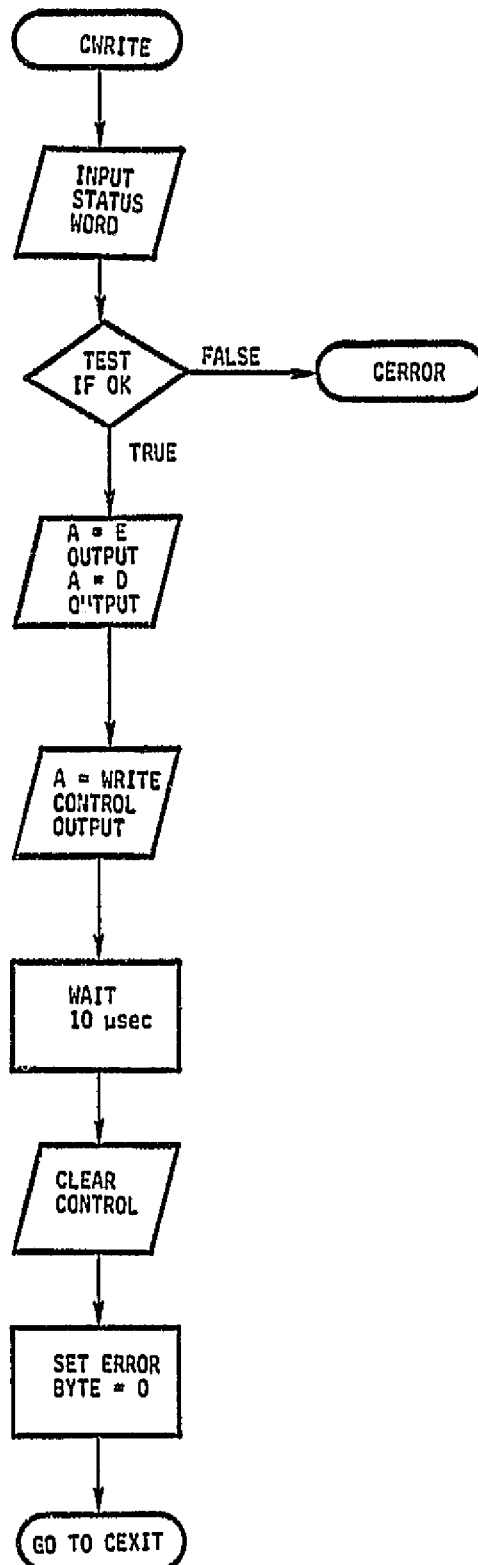 CWRITE
INPUT
STATUS
WORD
TEST
IF OK
FALSE
CERROR
TRUE
A = E
OUTPUT
A = D
OUTPUT
A = WRITE
CONTROL
OUTPUT
WAIT
10 µsec
CLEAR
CONTROL
SET ERROR
BYTE = 0
GO TO CEXIT